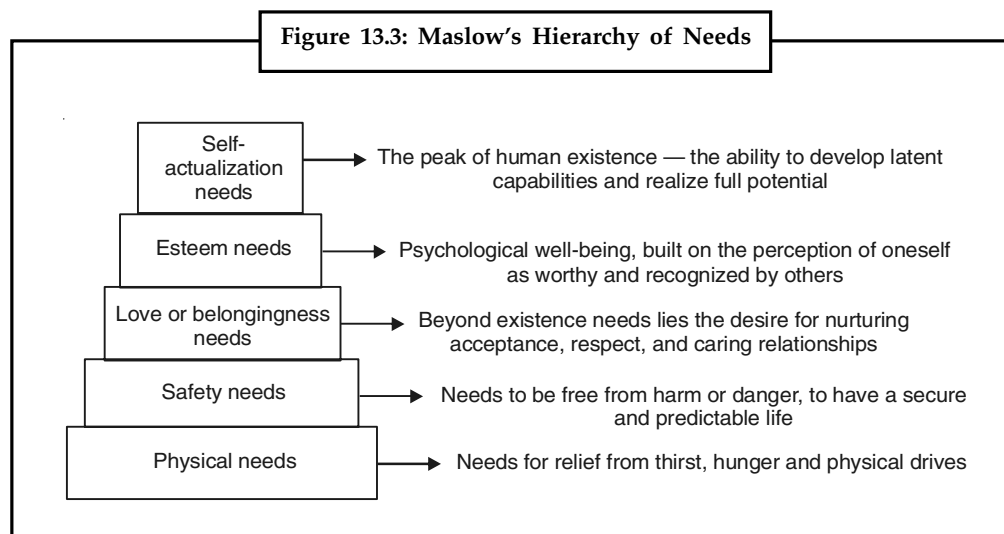 Figure 13.3: Maslow's Hierarchy of Needs
Self-
actualization
needs
The peak of human existence — the ability to develop latent
capabilities and realize full potential
Esteem needs
Psychological well-being, built on the perception of oneself
as worthy and recognized by others
Love or belongingness
needs
Beyond existence needs lies the desire for nurturing
acceptance, respect, and caring relationships
Safety needs
Needs to be free from harm or danger, to have a secure
and predictable life
Physical needs
Needs for relief from thirst, hunger and physical drives